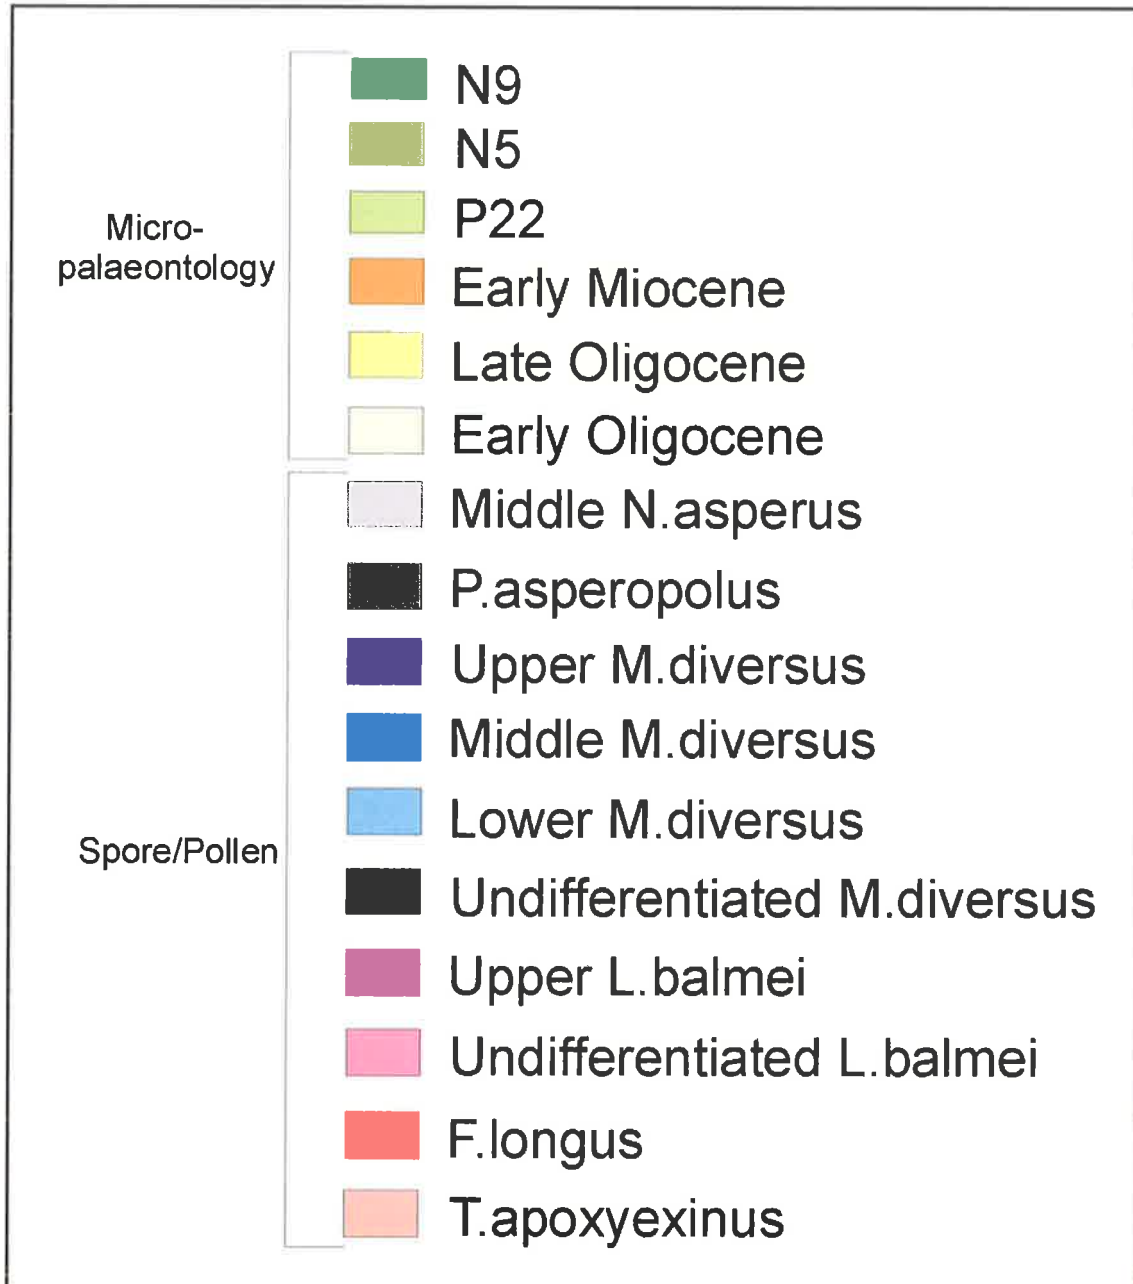 Micro-
palaeontology
N9
N5
P22
Early Miocene
Late Oligocene
Early Oligocene
Spore/Pollen
Middle N.asperus
P.asperopolus
Upper M.diversus
Middle M.diversus
Lower M.diversus
Undifferentiated M.diversus
Upper L.balmei
Undifferentiated L.balmei
F.longus
T.apoxyexinus